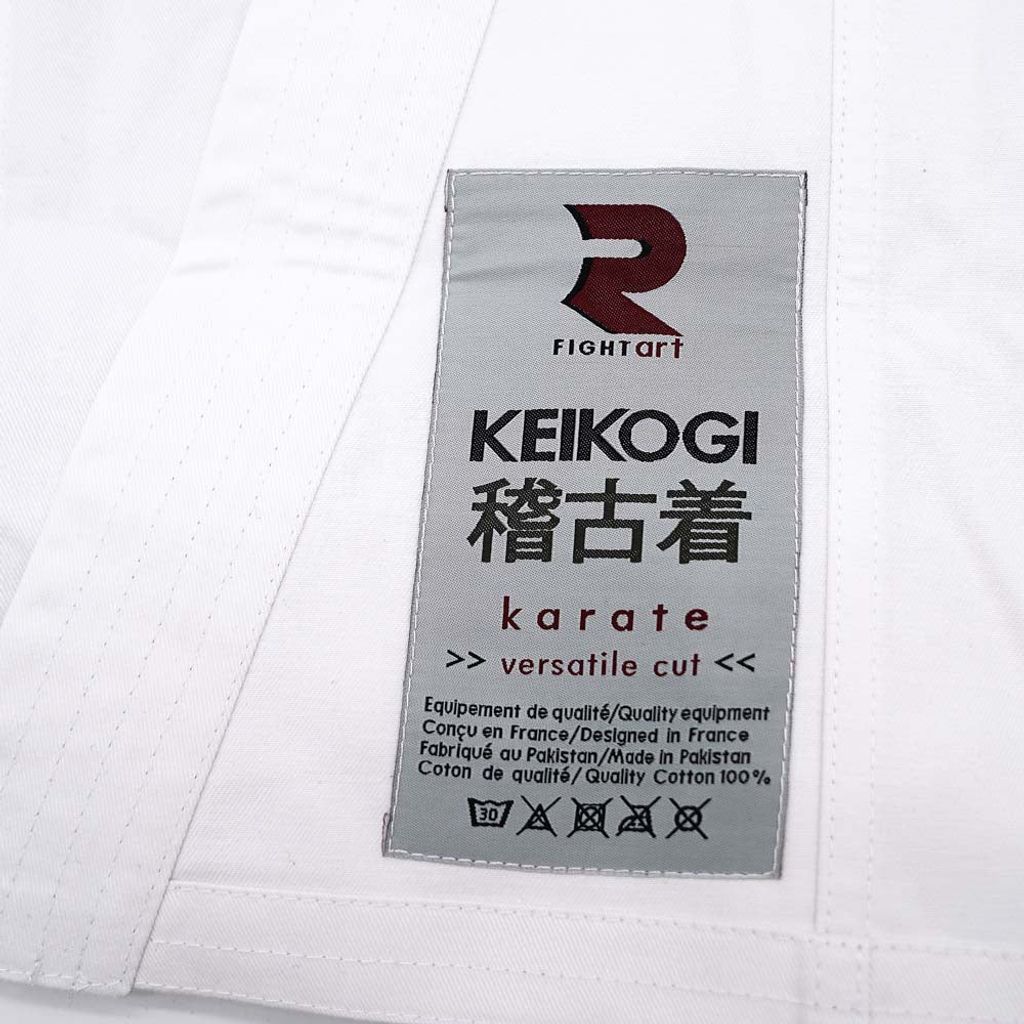 R
FIGHTart
KEIKOGI
稽古着
karate
>> versatile cut <<
Equipement de qualité/Quality equipment
Conçu en France/Designed in France
Fabriqué au Pakistan/Made in Pakistan
Coton de qualité/ Quality Cotton 100%
30